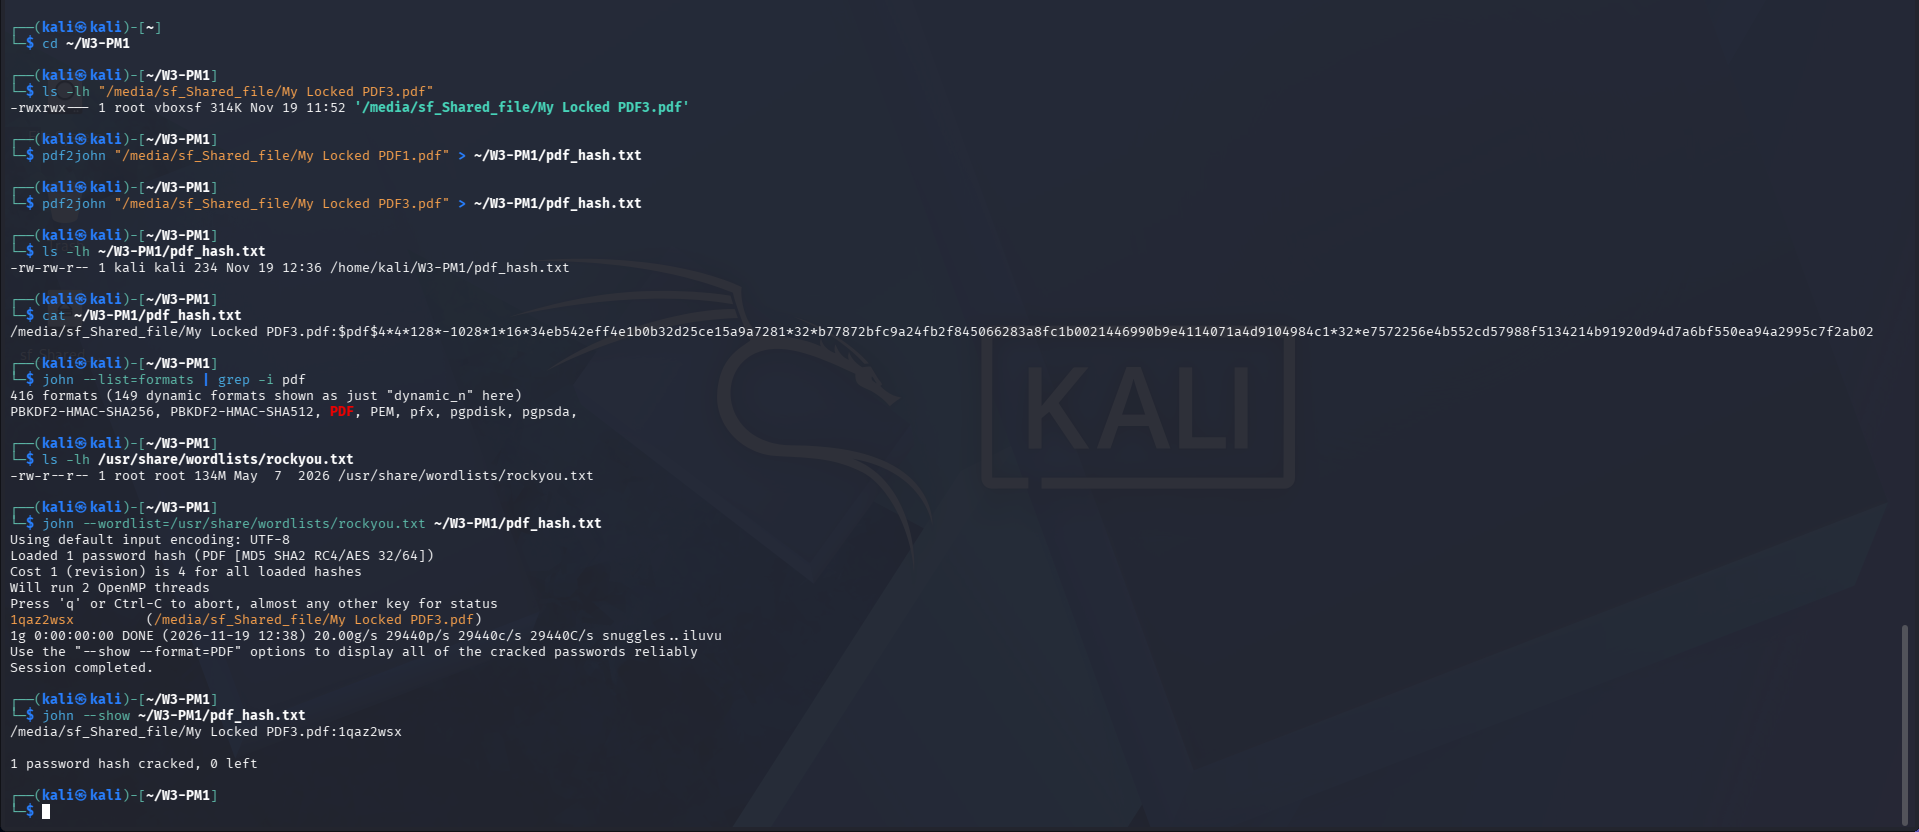 ┌──(kali㉿kali)-[~]
└─$ cd ~/W3-PM1
┌──(kali㉿kali)-[~/W3-PM1]
└─$ ls -lh "/media/sf_Shared_file/My Locked PDF3.pdf"
-rwxrwx--- 1 root vboxsf 314K Nov 19 11:52 '/media/sf_Shared_file/My Locked PDF3.pdf'
┌──(kali㉿kali)-[~/W3-PM1]
└─$ pdf2john "/media/sf_Shared_file/My Locked PDF1.pdf" > ~/W3-PM1/pdf_hash.txt
┌──(kali㉿kali)-[~/W3-PM1]
└─$ pdf2john "/media/sf_Shared_file/My Locked PDF3.pdf" > ~/W3-PM1/pdf_hash.txt
┌──(kali㉿kali)-[~/W3-PM1]
└─$ ls -lh ~/W3-PM1/pdf_hash.txt
-rw-rw-r-- 1 kali kali 234 Nov 19 12:36 /home/kali/W3-PM1/pdf_hash.txt
┌──(kali㉿kali)-[~/W3-PM1]
└─$ cat ~/W3-PM1/pdf_hash.txt
/media/sf_Shared_file/My Locked PDF3.pdf:$pdf$4*4*128*-1028*1*16*34eb542eff4e1b0b32d25ce15a9a7281*32*b77872bfc9a24fb2f845066283a8fc1b0021446990b9e4114071a4d9104984c1*32*e7572256e4b552cd57988f5134214b91920d94d7a6bf550ea94a2995c7f2ab02
┌──(kali㉿kali)-[~/W3-PM1]
└─$ john --list=formats | grep -i pdf
416 formats (149 dynamic formats shown as just "dynamic_n" here)
PBKDF2-HMAC-SHA256, PBKDF2-HMAC-SHA512, PDF, PEM, pfx, pgpdisk, pgpsda,
┌──(kali㉿kali)-[~/W3-PM1]
└─$ ls -lh /usr/share/wordlists/rockyou.txt
-rw-r--r-- 1 root root 134M May  7  2026 /usr/share/wordlists/rockyou.txt
┌──(kali㉿kali)-[~/W3-PM1]
└─$ john --wordlist=/usr/share/wordlists/rockyou.txt ~/W3-PM1/pdf_hash.txt
Using default input encoding: UTF-8
Loaded 1 password hash (PDF [MD5 SHA2 RC4/AES 32/64])
Cost 1 (revision) is 4 for all loaded hashes
Will run 2 OpenMP threads
Press 'q' or Ctrl-C to abort, almost any other key for status
1qaz2wsx         (/media/sf_Shared_file/My Locked PDF3.pdf)
1g 0:00:00:00 DONE (2026-11-19 12:38) 20.00g/s 29440p/s 29440c/s 29440C/s snuggles..iluvu
Use the "--show --format=PDF" options to display all of the cracked passwords reliably
Session completed.
┌──(kali㉿kali)-[~/W3-PM1]
└─$ john --show ~/W3-PM1/pdf_hash.txt
/media/sf_Shared_file/My Locked PDF3.pdf:1qaz2wsx
1 password hash cracked, 0 left
┌──(kali㉿kali)-[~/W3-PM1]
└─$
KALI